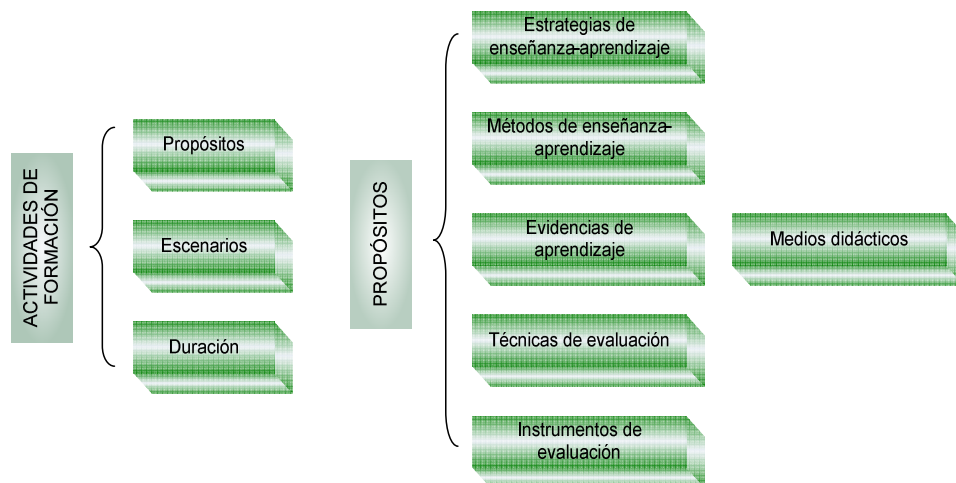 ACTIVIDADES DE
FORMACIÓN
Propósitos
Escenarios
Duración
PROPÓSITOS
Estrategias de
enseñanza–aprendizaje
Métodos de enseñanza–
aprendizaje
Evidencias de
aprendizaje
Técnicas de evaluación
Instrumentos de
evaluación
Medios didácticos